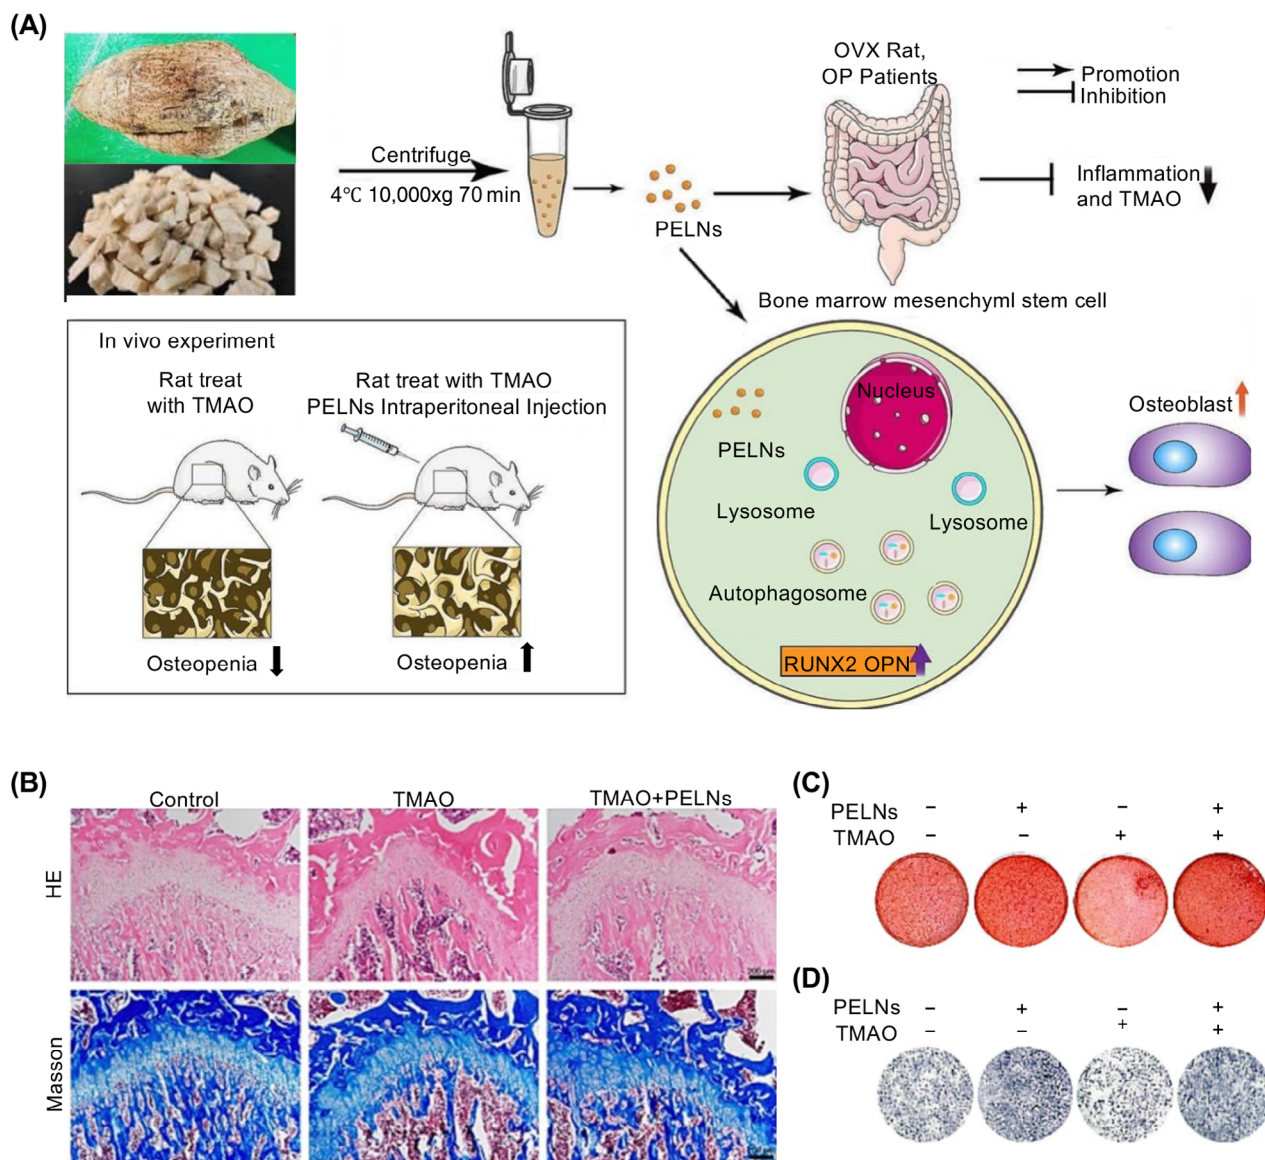 (A)
OVX Rat,
OP Patients
Promotion
Inhibition
Centrifuge
4℃ 10,000xg 70 min
PELNs
Inflammation
and TMAO
Bone marrow mesenchyml stem cell
In vivo experiment
Rat treat
with TMAO
Rat treat with TMAO
PELNs Intraperitoneal Injection
Osteopenia
Osteopenia
Nucleus
PELNs
Lysosome
Lysosome
Autophagosome
RUNX2 OPN
Osteoblast
(B)
Control TMAO TMAO+PELNs
HE
200 μm
Masson
(C)
PELNs - + - +
TMAO - - + +
(D)
PELNs - + - +
TMAO - - + +